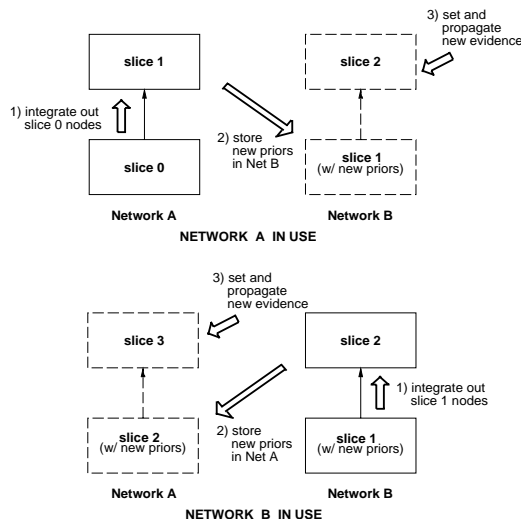 3) set and
propagate
new evidence
slice 1
slice 2
1) integrate out
slice 0 nodes
2) store
new priors
in Net B
slice 0
slice 1
(w/ new priors)
Network A
Network B
NETWORK A IN USE
3) set and
propagate
new evidence
slice 3
slice 2
1) integrate out
slice 1 nodes
2) store
new priors
in Net A
slice 2
(w/ new priors)
slice 1
(w/ new priors)
Network A
Network B
NETWORK B IN USE